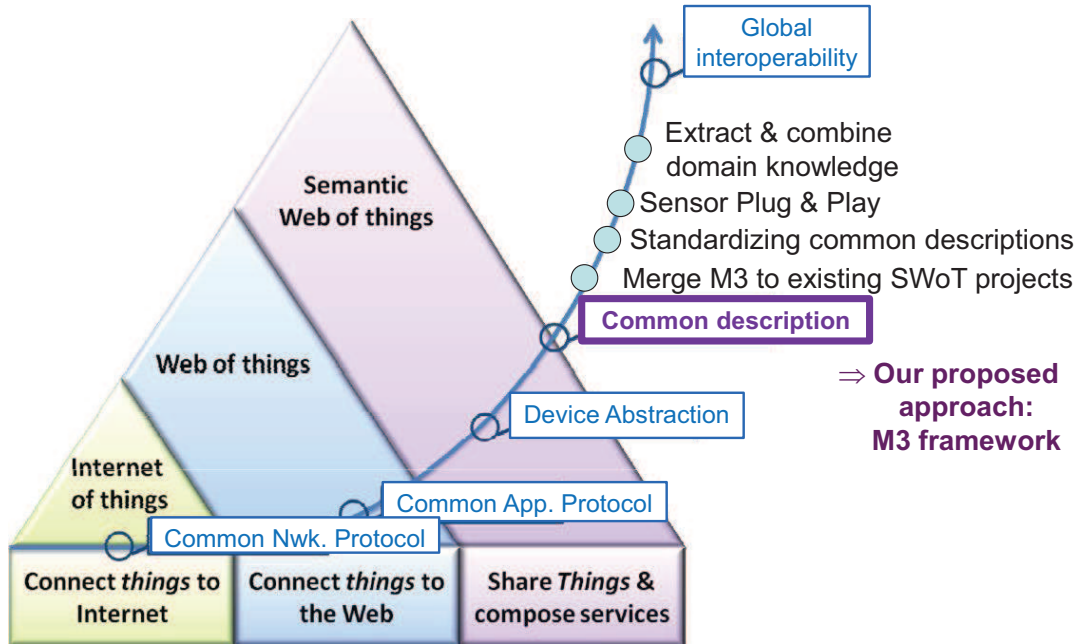 Global
interoperability
Extract & combine
domain knowledge
Semantic
Web of things
Sensor Plug & Play
Standardizing common descriptions
Merge M3 to existing SWoT projects
Common description
Web of things
⇒ Our proposed
approach:
M3 framework
Device Abstraction
Internet
of things
Common App. Protocol
Common Nwk. Protocol
Connect things to
Internet
Connect things to
the Web
Share Things &
compose services